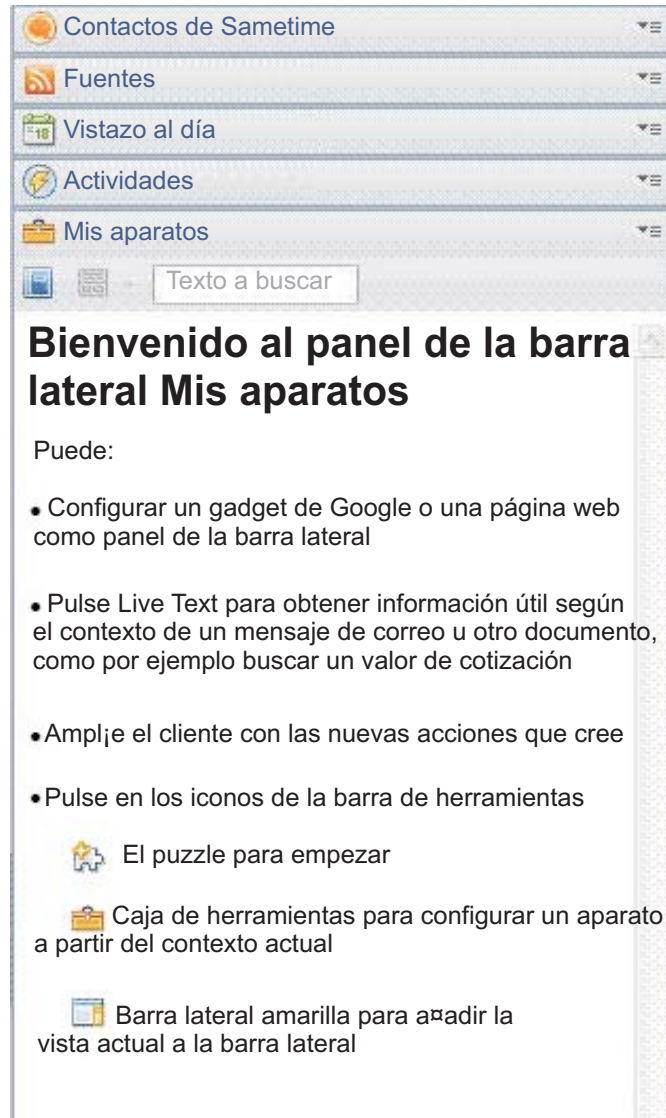 Contactos de Sametime
Fuentes
18
Vistazo al día
Actividades
Mis aparatos
Texto a buscar
Bienvenido al panel de la barra
lateral Mis aparatos
Puede:
• Configurar un gadget de Google o una página web
como panel de la barra lateral
• Pulse Live Text para obtener información útil según
el contexto de un mensaje de correo u otro documento,
como por ejemplo buscar un valor de cotización
• Ampl¡e el cliente con las nuevas acciones que cree
• Pulse en los iconos de la barra de herramientas
El puzzle para empezar
Caja de herramientas para configurar un aparato
a partir del contexto actual
Barra lateral amarilla para a¤adir la
vista actual a la barra lateral